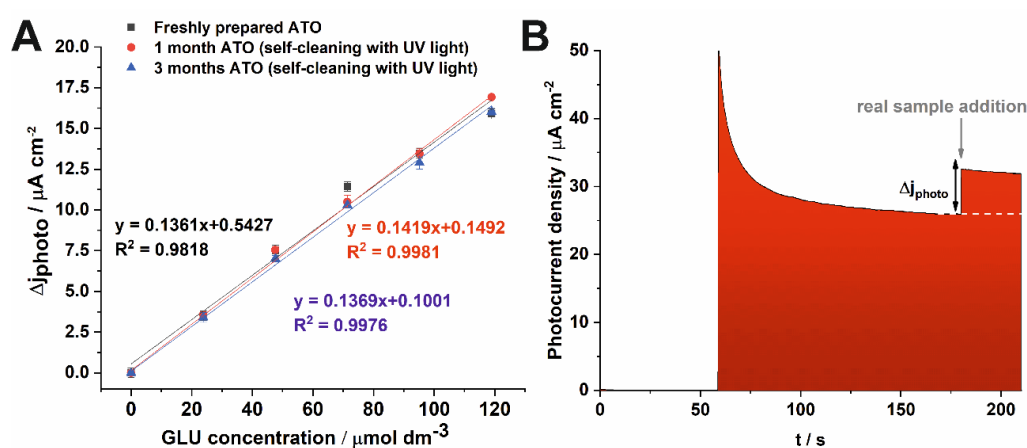 A
Freshly prepared ATO
1 month ATO (self-cleaning with UV light)
3 months ATO (self-cleaning with UV light)
Δjphoto / μA cm⁻²
20.0
17.5
15.0
12.5
10.0
7.5
5.0
2.5
0.0
y = 0.1361x+0.5427
R² = 0.9818
y = 0.1419x+0.1492
R² = 0.9981
y = 0.1369x+0.1001
R² = 0.9976
0 20 40 60 80 100 120
GLU concentration / μmol dm⁻³
B
Photocurrent density / μA cm⁻²
50
40
30
20
10
0
real sample addition
Δjphoto
0 50 100 150 200
t / s